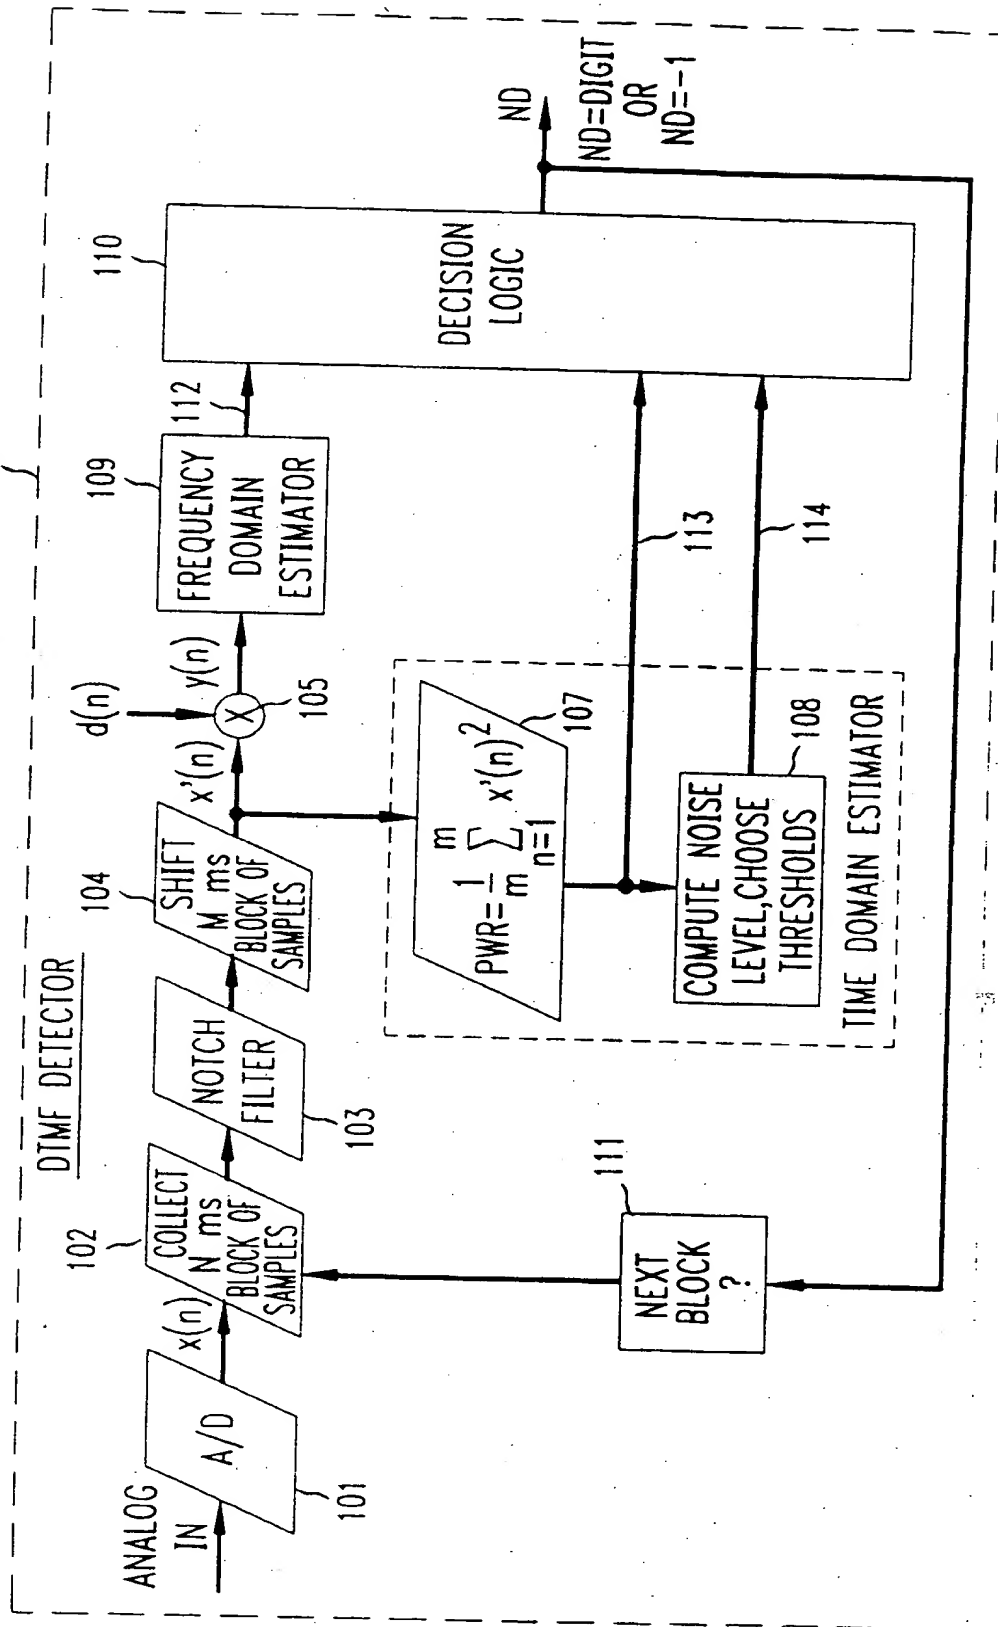 DTMF DETECTOR
ANALOG
IN
A/D
101
x(n)
102
COLLECT
N ms
BLOCK OF
SAMPLES
NOTCH
FILTER
103
104
SHIFT
M ms
BLOCK OF
SAMPLES
x'(n)
d(n)
X
105
y(n)
109
FREQUENCY
DOMAIN
ESTIMATOR
112
110
DECISION
LOGIC
ND
ND=DIGIT
OR
ND=-1
PWR= 1/m m ∑ n=1 x'(n)2
107
COMPUTE NOISE
LEVEL,CHOOSE
THRESHOLDS
108
TIME DOMAIN ESTIMATOR
113
114
111
NEXT
BLOCK
?